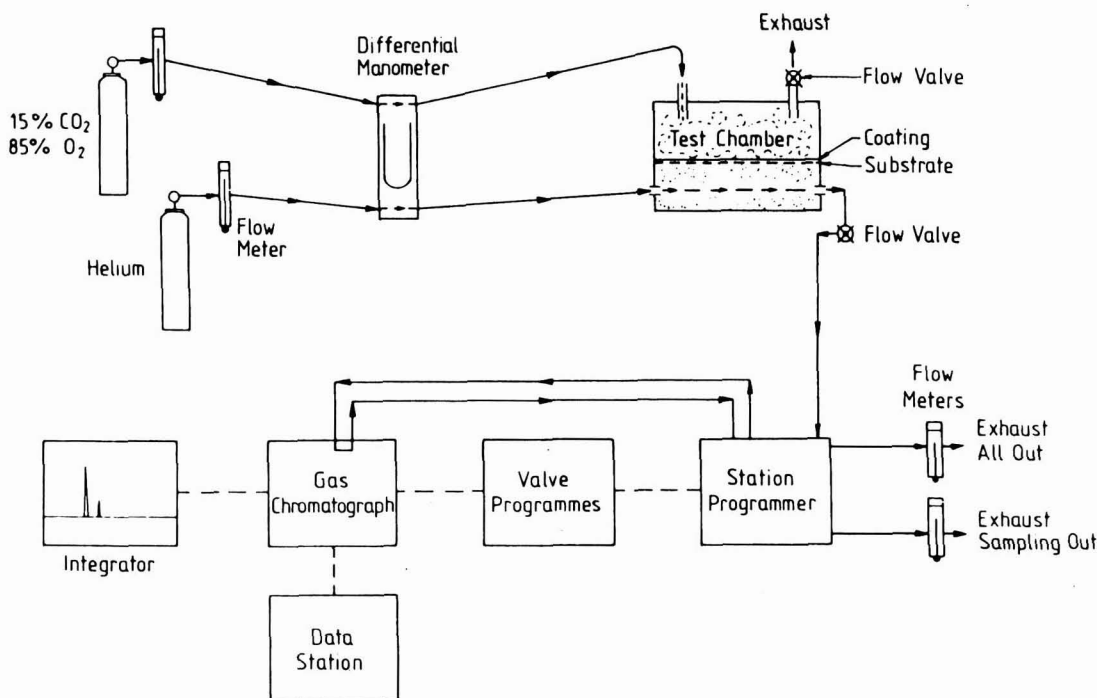 Exhaust
Differential
Manometer
Flow Valve
15% CO₂
85% O₂
Test Chamber
Coating
Substrate
Flow
Meter
Flow Valve
Helium
Flow
Meters
Exhaust
All Out
Gas
Chromatograph
Valve
Programmes
Station
Programmer
Exhaust
Sampling Out
Integrator
Data
Station